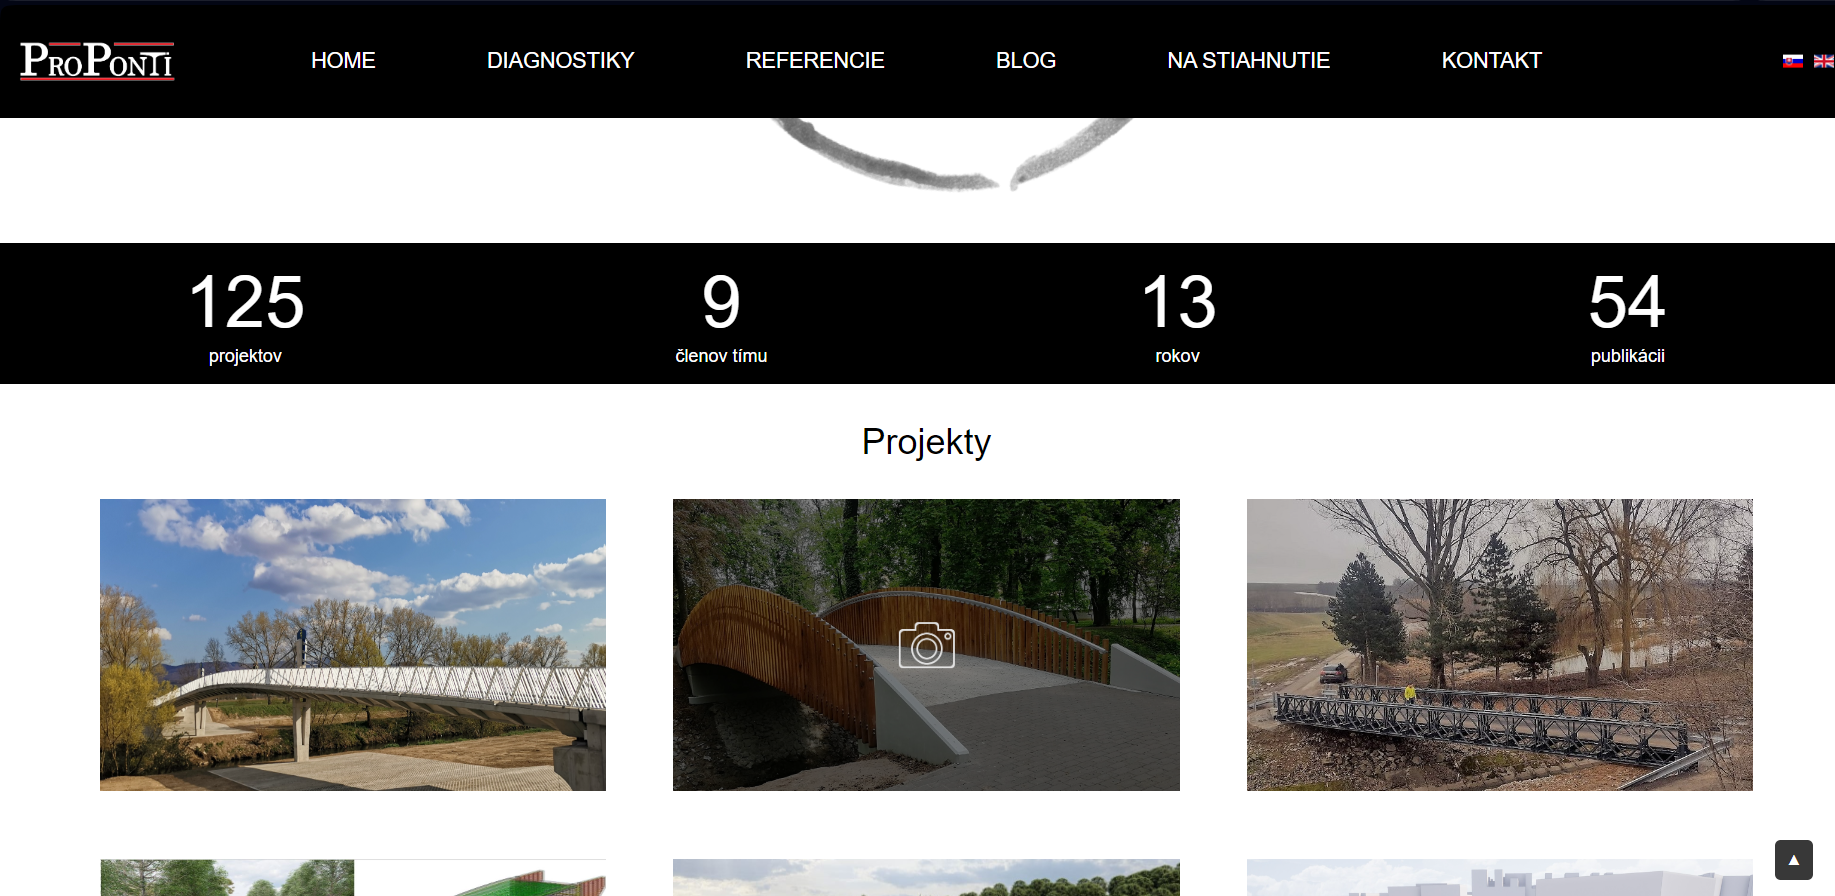 PROPONTI
HOME
DIAGNOSTIKY
REFERENCIE
BLOG
NA STIAHNUTIE
KONTAKT
125
projektov
9
členov tímu
13
rokov
54
publikácii
Projekty